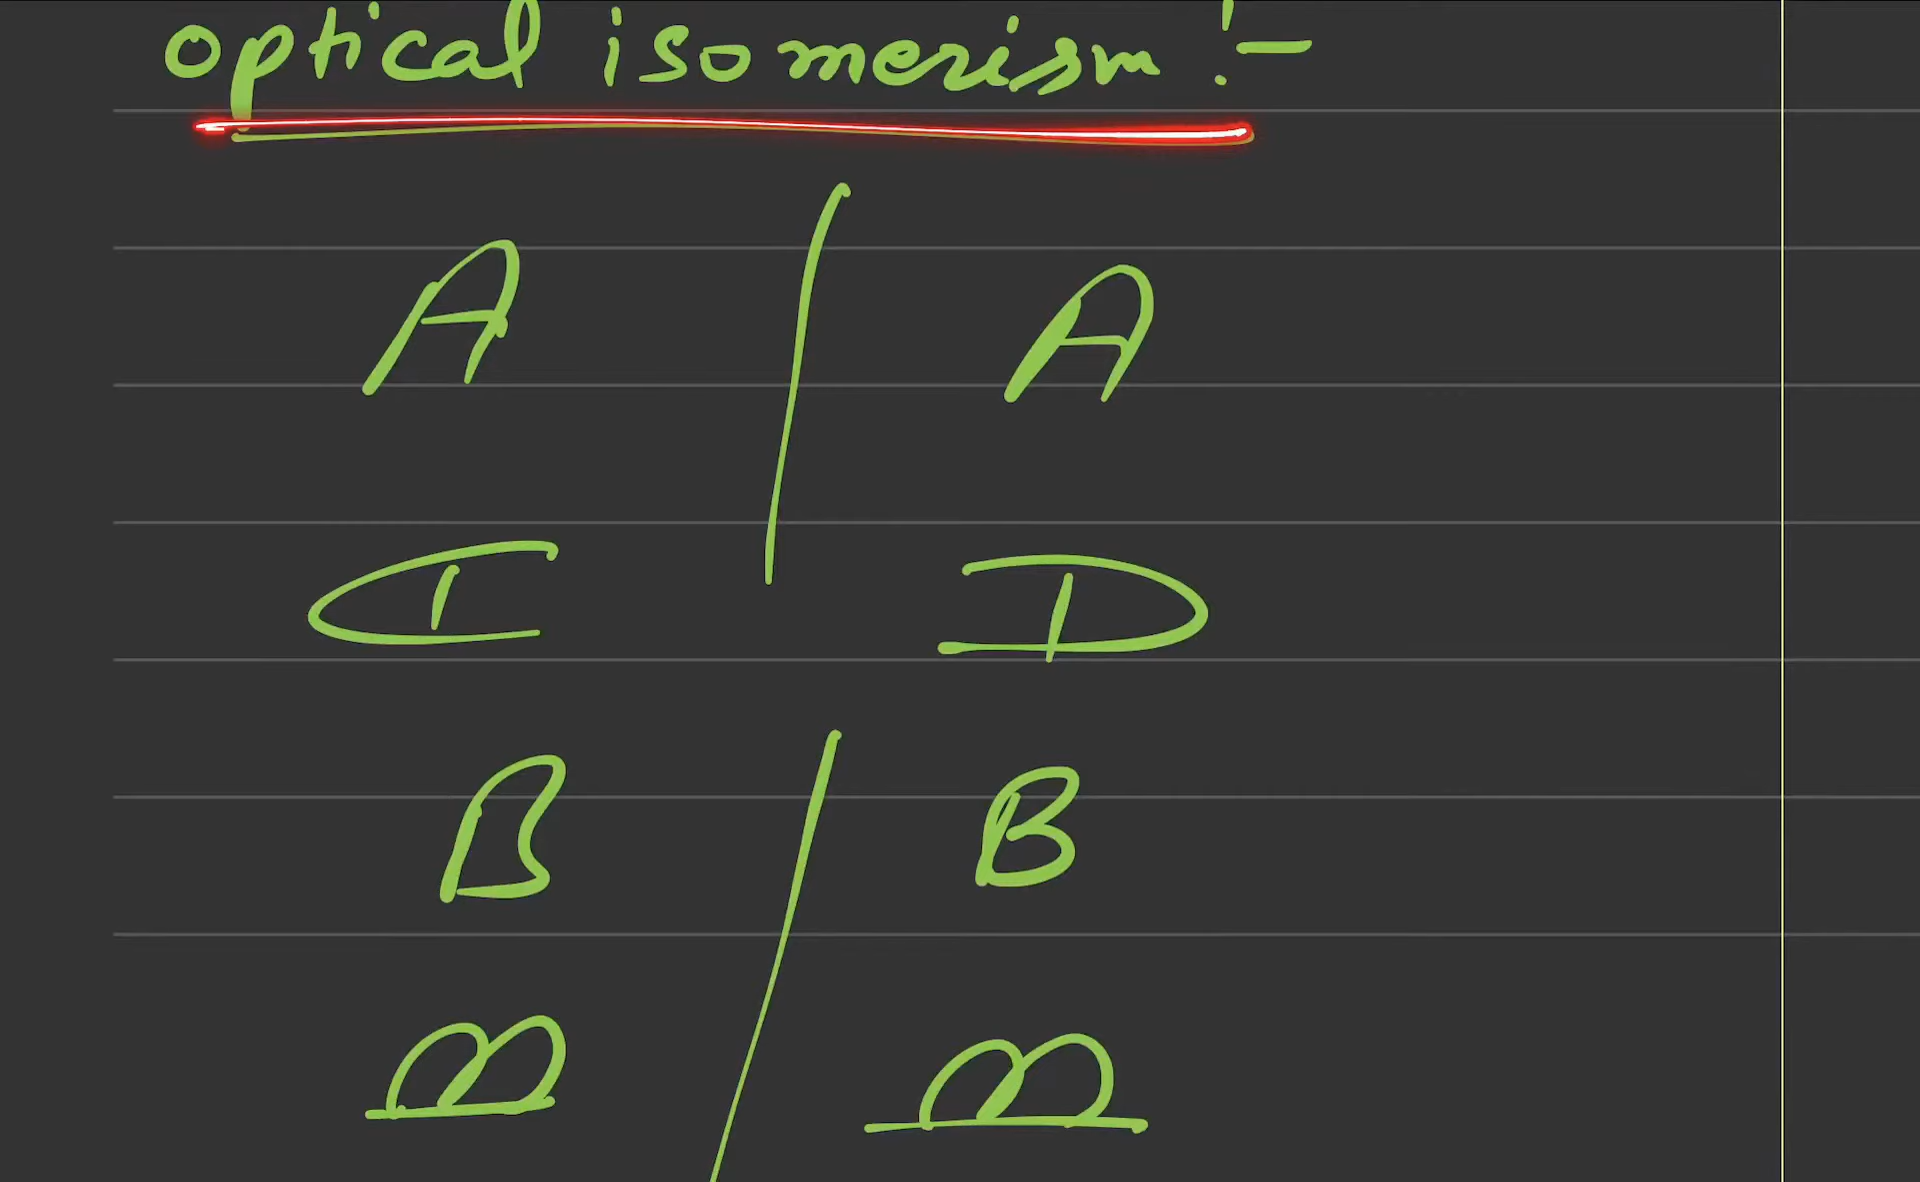 optical isomerism :-
A | A
B | B